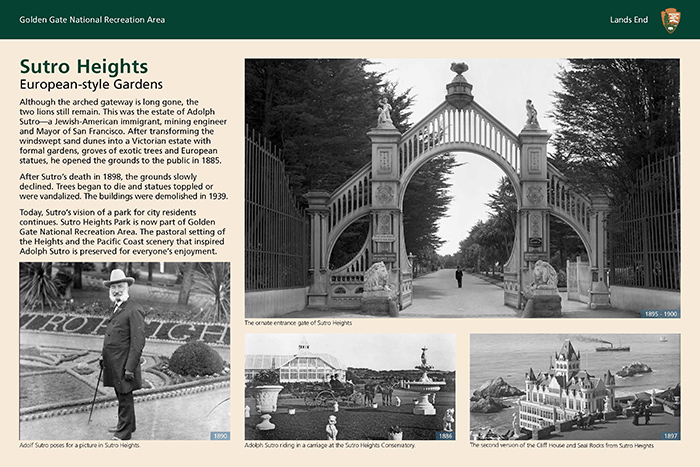 Golden Gate National Recreation Area
Lands End
Sutro Heights
European-style Gardens
Although the arched gateway is long gone, the
two lions still remain. This was the estate of Adolph
Sutro—a Jewish-American immigrant, mining engineer
and Mayor of San Francisco. After transforming the
windswept sand dunes into a Victorian estate with
formal gardens, groves of exotic trees and European
statues, he opened the grounds to the public in 1885.
After Sutro's death in 1898, the grounds slowly
declined. Trees began to die and statues toppled or
were vandalized. The buildings were demolished in 1939.
Today, Sutro's vision of a park for city residents
continues. Sutro Heights Park is now part of Golden
Gate National Recreation Area. The pastoral setting of
the Heights and the Pacific Coast scenery that inspired
Adolph Sutro is preserved for everyone's enjoyment.
1895 - 1900
The ornate entrance gate of Sutro Heights
UTRO HEIGH
1890
Adolf Sutro poses for a picture in Sutro Heights.
1886
Adolph Sutro riding in a carriage at the Sutro Heights Conservatory.
1897
The second version of the Cliff House and Seal Rocks from Sutro Heights